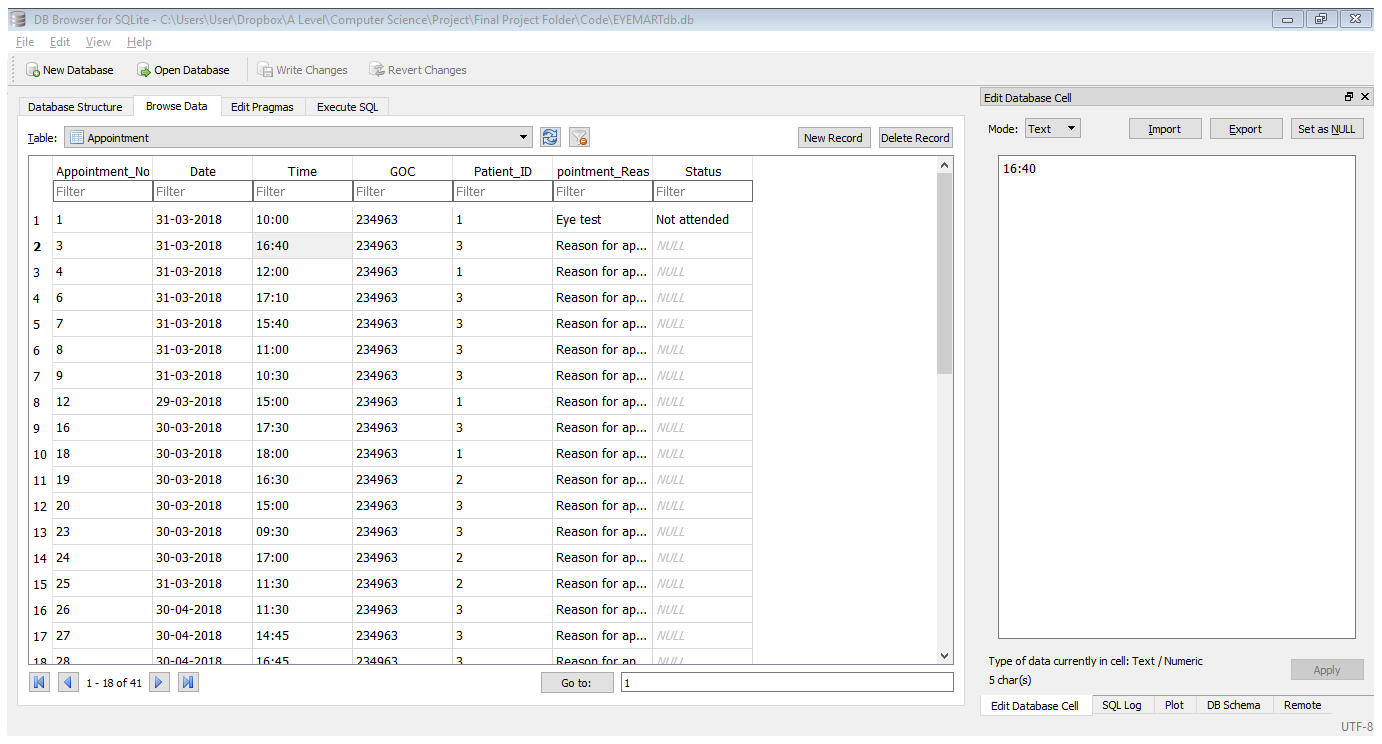 DB Browser for SQLite - C:\Users\User\Dropbox\A Level\Computer Science\Project\Final Project Folder\Code\EYEMARTdb.db
File Edit View Help
New Database Open Database Write Changes Revert Changes
Database Structure Browse Data Edit Pragmas Execute SQL
Table: Appointment New Record Delete Record
Appointment_No Date Time GOC Patient_ID pointment_Reas Status
Filter Filter Filter Filter Filter Filter Filter
1 1 31-03-2018 10:00 234963 1 Eye test Not attended
2 3 31-03-2018 16:40 234963 3 Reason for ap... NULL
3 4 31-03-2018 12:00 234963 1 Reason for ap... NULL
4 6 31-03-2018 17:10 234963 3 Reason for ap... NULL
5 7 31-03-2018 15:40 234963 3 Reason for ap... NULL
6 8 31-03-2018 11:00 234963 3 Reason for ap... NULL
7 9 31-03-2018 10:30 234963 3 Reason for ap... NULL
8 12 29-03-2018 15:00 234963 1 Reason for ap... NULL
9 16 30-03-2018 17:30 234963 3 Reason for ap... NULL
10 18 30-03-2018 18:00 234963 1 Reason for ap... NULL
11 19 30-03-2018 16:30 234963 2 Reason for ap... NULL
12 20 30-03-2018 15:00 234963 3 Reason for ap... NULL
13 23 30-03-2018 09:30 234963 3 Reason for ap... NULL
14 24 30-03-2018 17:00 234963 2 Reason for ap... NULL
15 25 31-03-2018 11:30 234963 2 Reason for ap... NULL
16 26 30-04-2018 11:30 234963 3 Reason for ap... NULL
17 27 30-04-2018 14:45 234963 3 Reason for ap... NULL
18 28 30-04-2018 16:45 234963 3 Reason for ap... NULL
1 - 18 of 41 Go to: 1
Edit Database Cell
Mode: Text Import Export Set as NULL
16:40
Type of data currently in cell: Text / Numeric
5 char(s)
Apply
Edit Database Cell SQL Log Plot DB Schema Remote
UTF-8